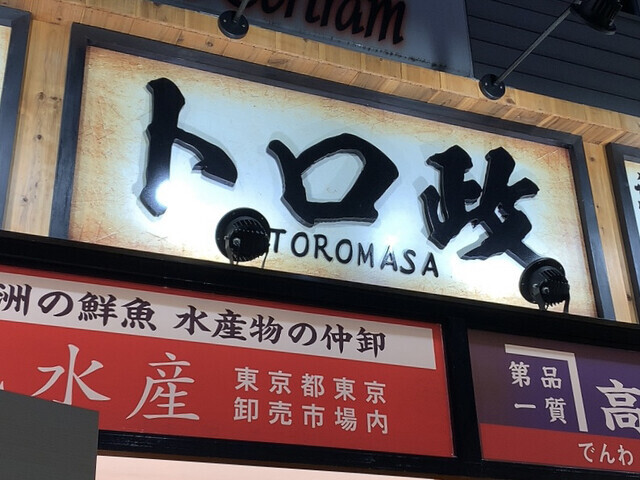 トロ政
TOROMASA
洲の鮮魚 水産物の仲卸
水産
東京都東京
卸売市場内
第一
品質
高
でんわ